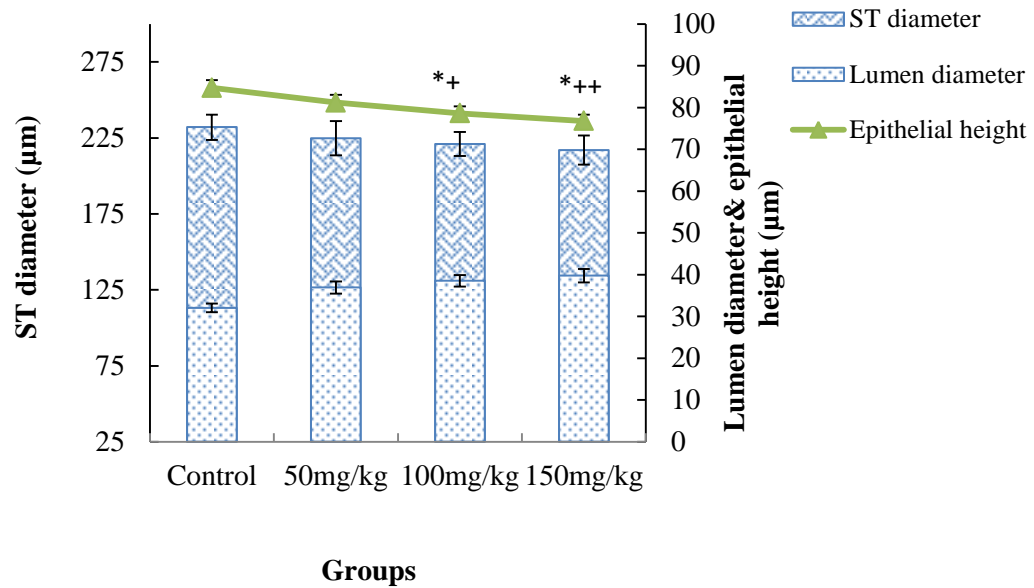 ST diameter (µm)
275
225
175
125
75
25
*+
*++
100
90
80
70
60
50
40
30
20
10
0
Lumen diameter& epithelial
height (µm)
ST diameter
Lumen diameter
Epithelial height
Control 50mg/kg 100mg/kg 150mg/kg
Groups